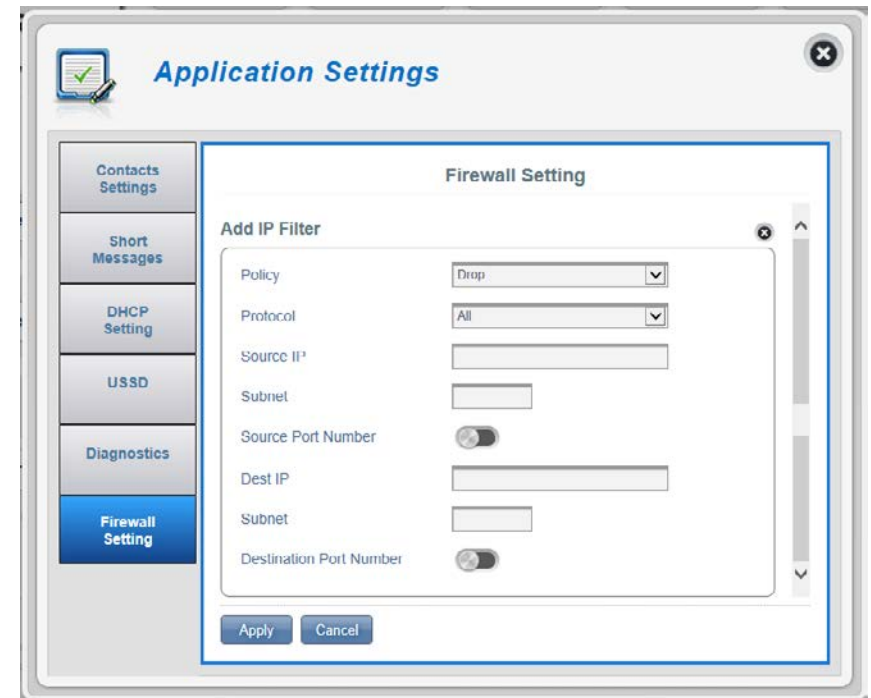 Application Settings
Contacts
Settings
Short
Messages
DHCP
Setting
USSD
Diagnostics
Firewall
Setting
Firewall Setting
Add IP Filter
Policy
Drop
Protocol
All
Source IP
Subnet
Source Port Number
Dest IP
Subnet
Destination Port Number
Apply
Cancel